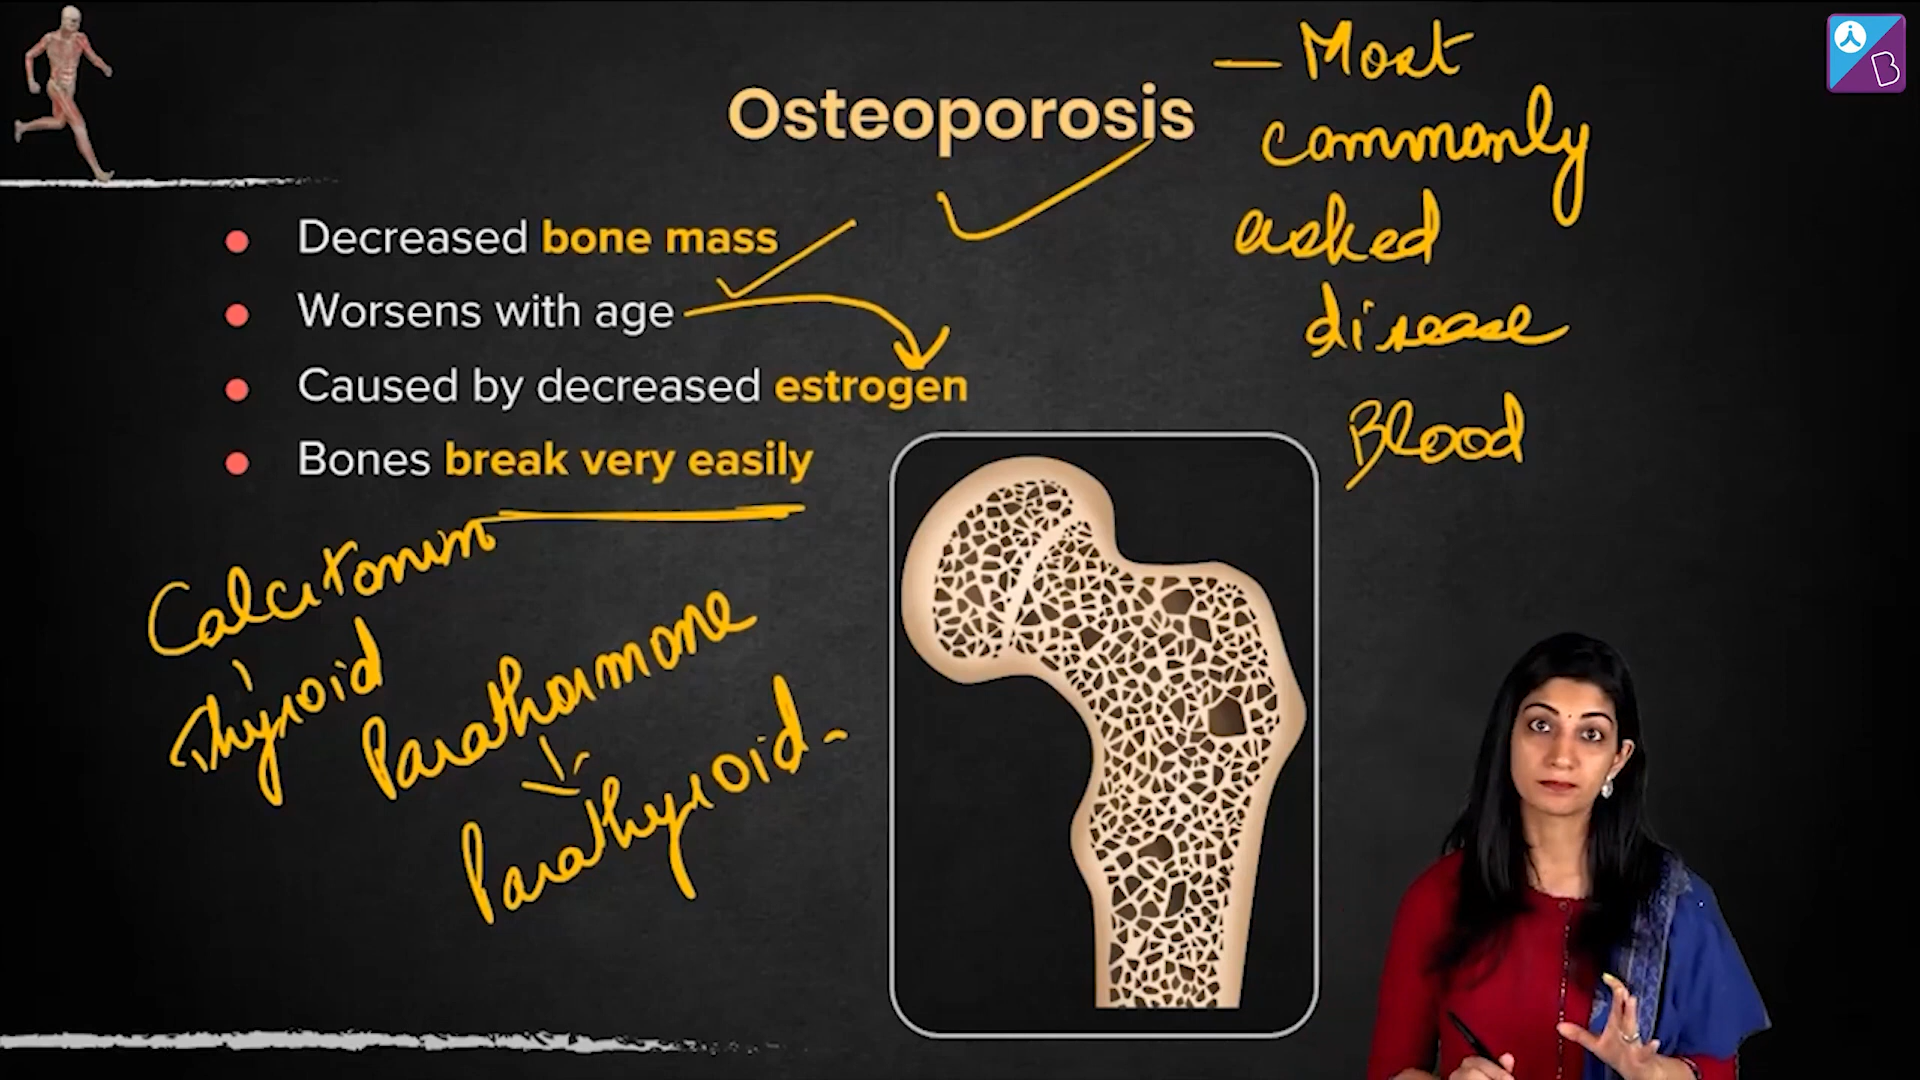 Osteoporosis
— Most
commonly
asked
disease
Blood
Decreased bone mass
Worsens with age
Caused by decreased estrogen
Bones break very easily
Calcitonin
Thyroid
Parathormone
Parathyroid -
B